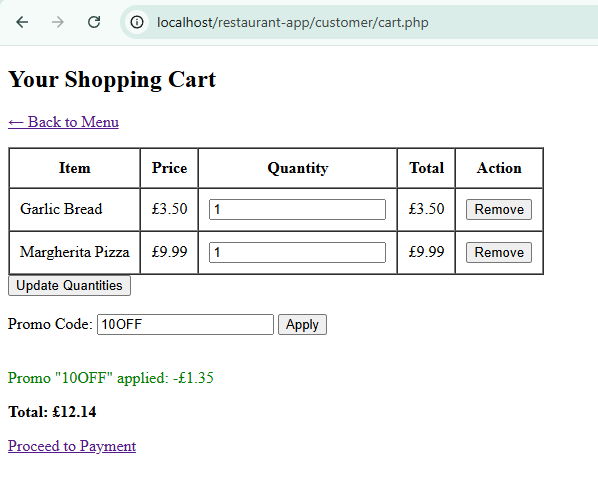 localhost/restaurant-app/customer/cart.php
Your Shopping Cart
← Back to Menu
Item Price Quantity Total Action
Garlic Bread £3.50 1 £3.50 Remove
Margherita Pizza £9.99 1 £9.99 Remove
Update Quantities
Promo Code: 10OFF Apply
Promo "10OFF" applied: -£1.35
Total: £12.14
Proceed to Payment